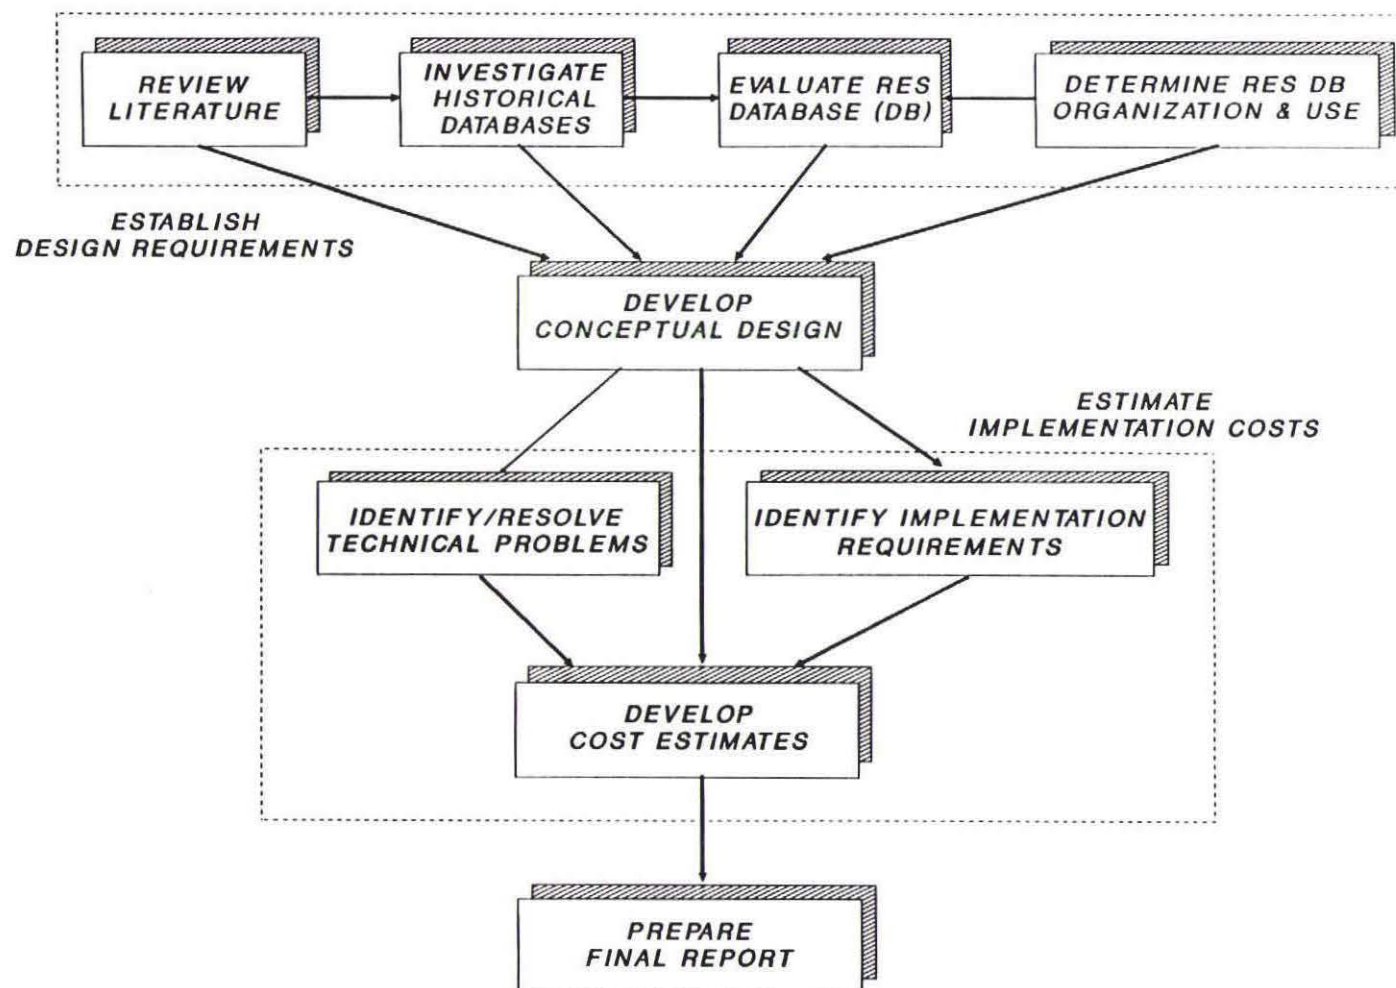 REVIEW
LITERATURE
INVESTIGATE
HISTORICAL
DATABASES
EVALUATE RES
DATABASE (DB)
DETERMINE RES DB
ORGANIZATION & USE
ESTABLISH
DESIGN REQUIREMENTS
DEVELOP
CONCEPTUAL DESIGN
ESTIMATE
IMPLEMENTATION COSTS
IDENTIFY/RESOLVE
TECHNICAL PROBLEMS
IDENTIFY IMPLEMENTATION
REQUIREMENTS
DEVELOP
COST ESTIMATES
PREPARE
FINAL REPORT